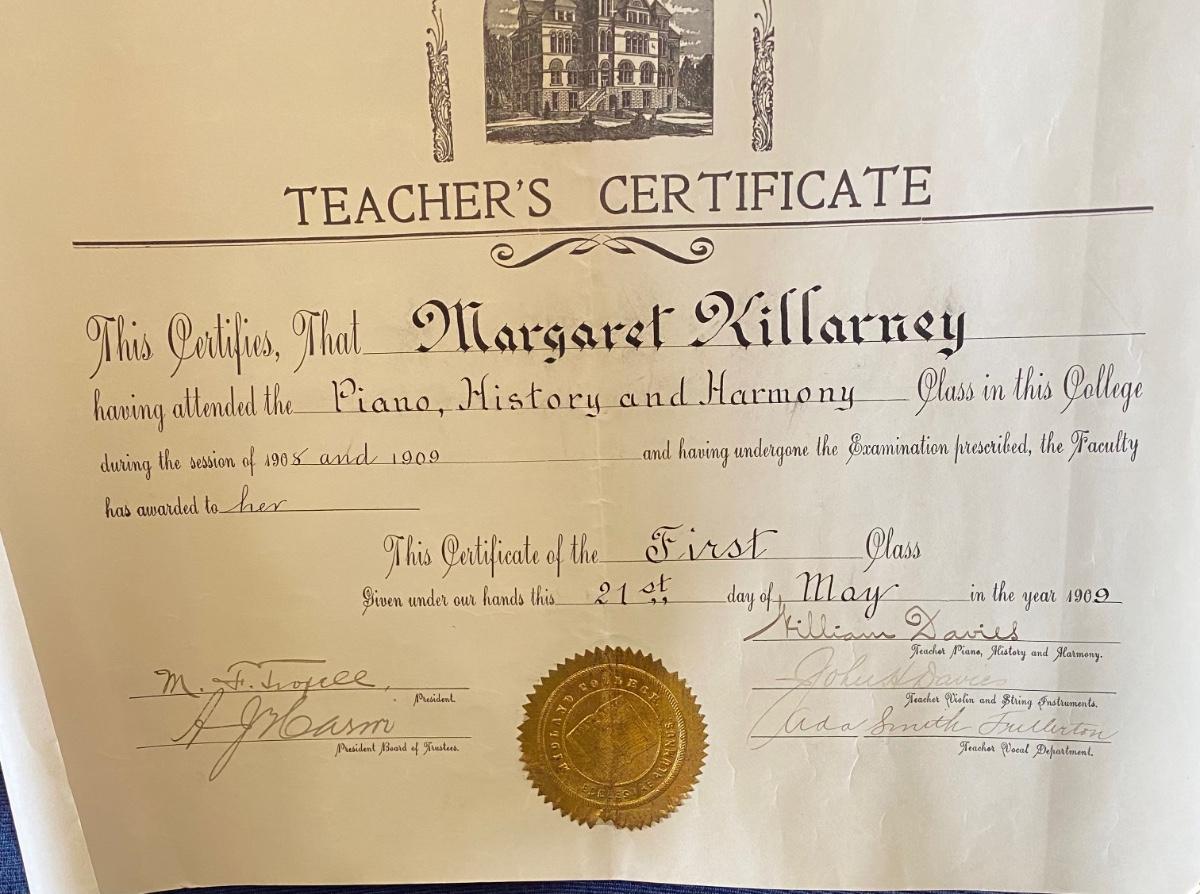 TEACHER'S CERTIFICATE
This Certifies, That Margaret Killarney
having attended the Piano, History and Harmony Class in this College
during the session of 1908 and 1909 and having undergone the Examination prescribed, the Faculty
has awarded to her
This Certificate of the First Class
Given under our hands this 21st day of May in the year 1909
William Davies
Teacher Piano, History and Harmony.
M. F. Troxell,
President.
John H Davies
Teacher Violin and String Instruments.
President Board of Trustees.
Ada Smith Fullerton
Teacher Vocal Department.
MIDLAND COLLEGE